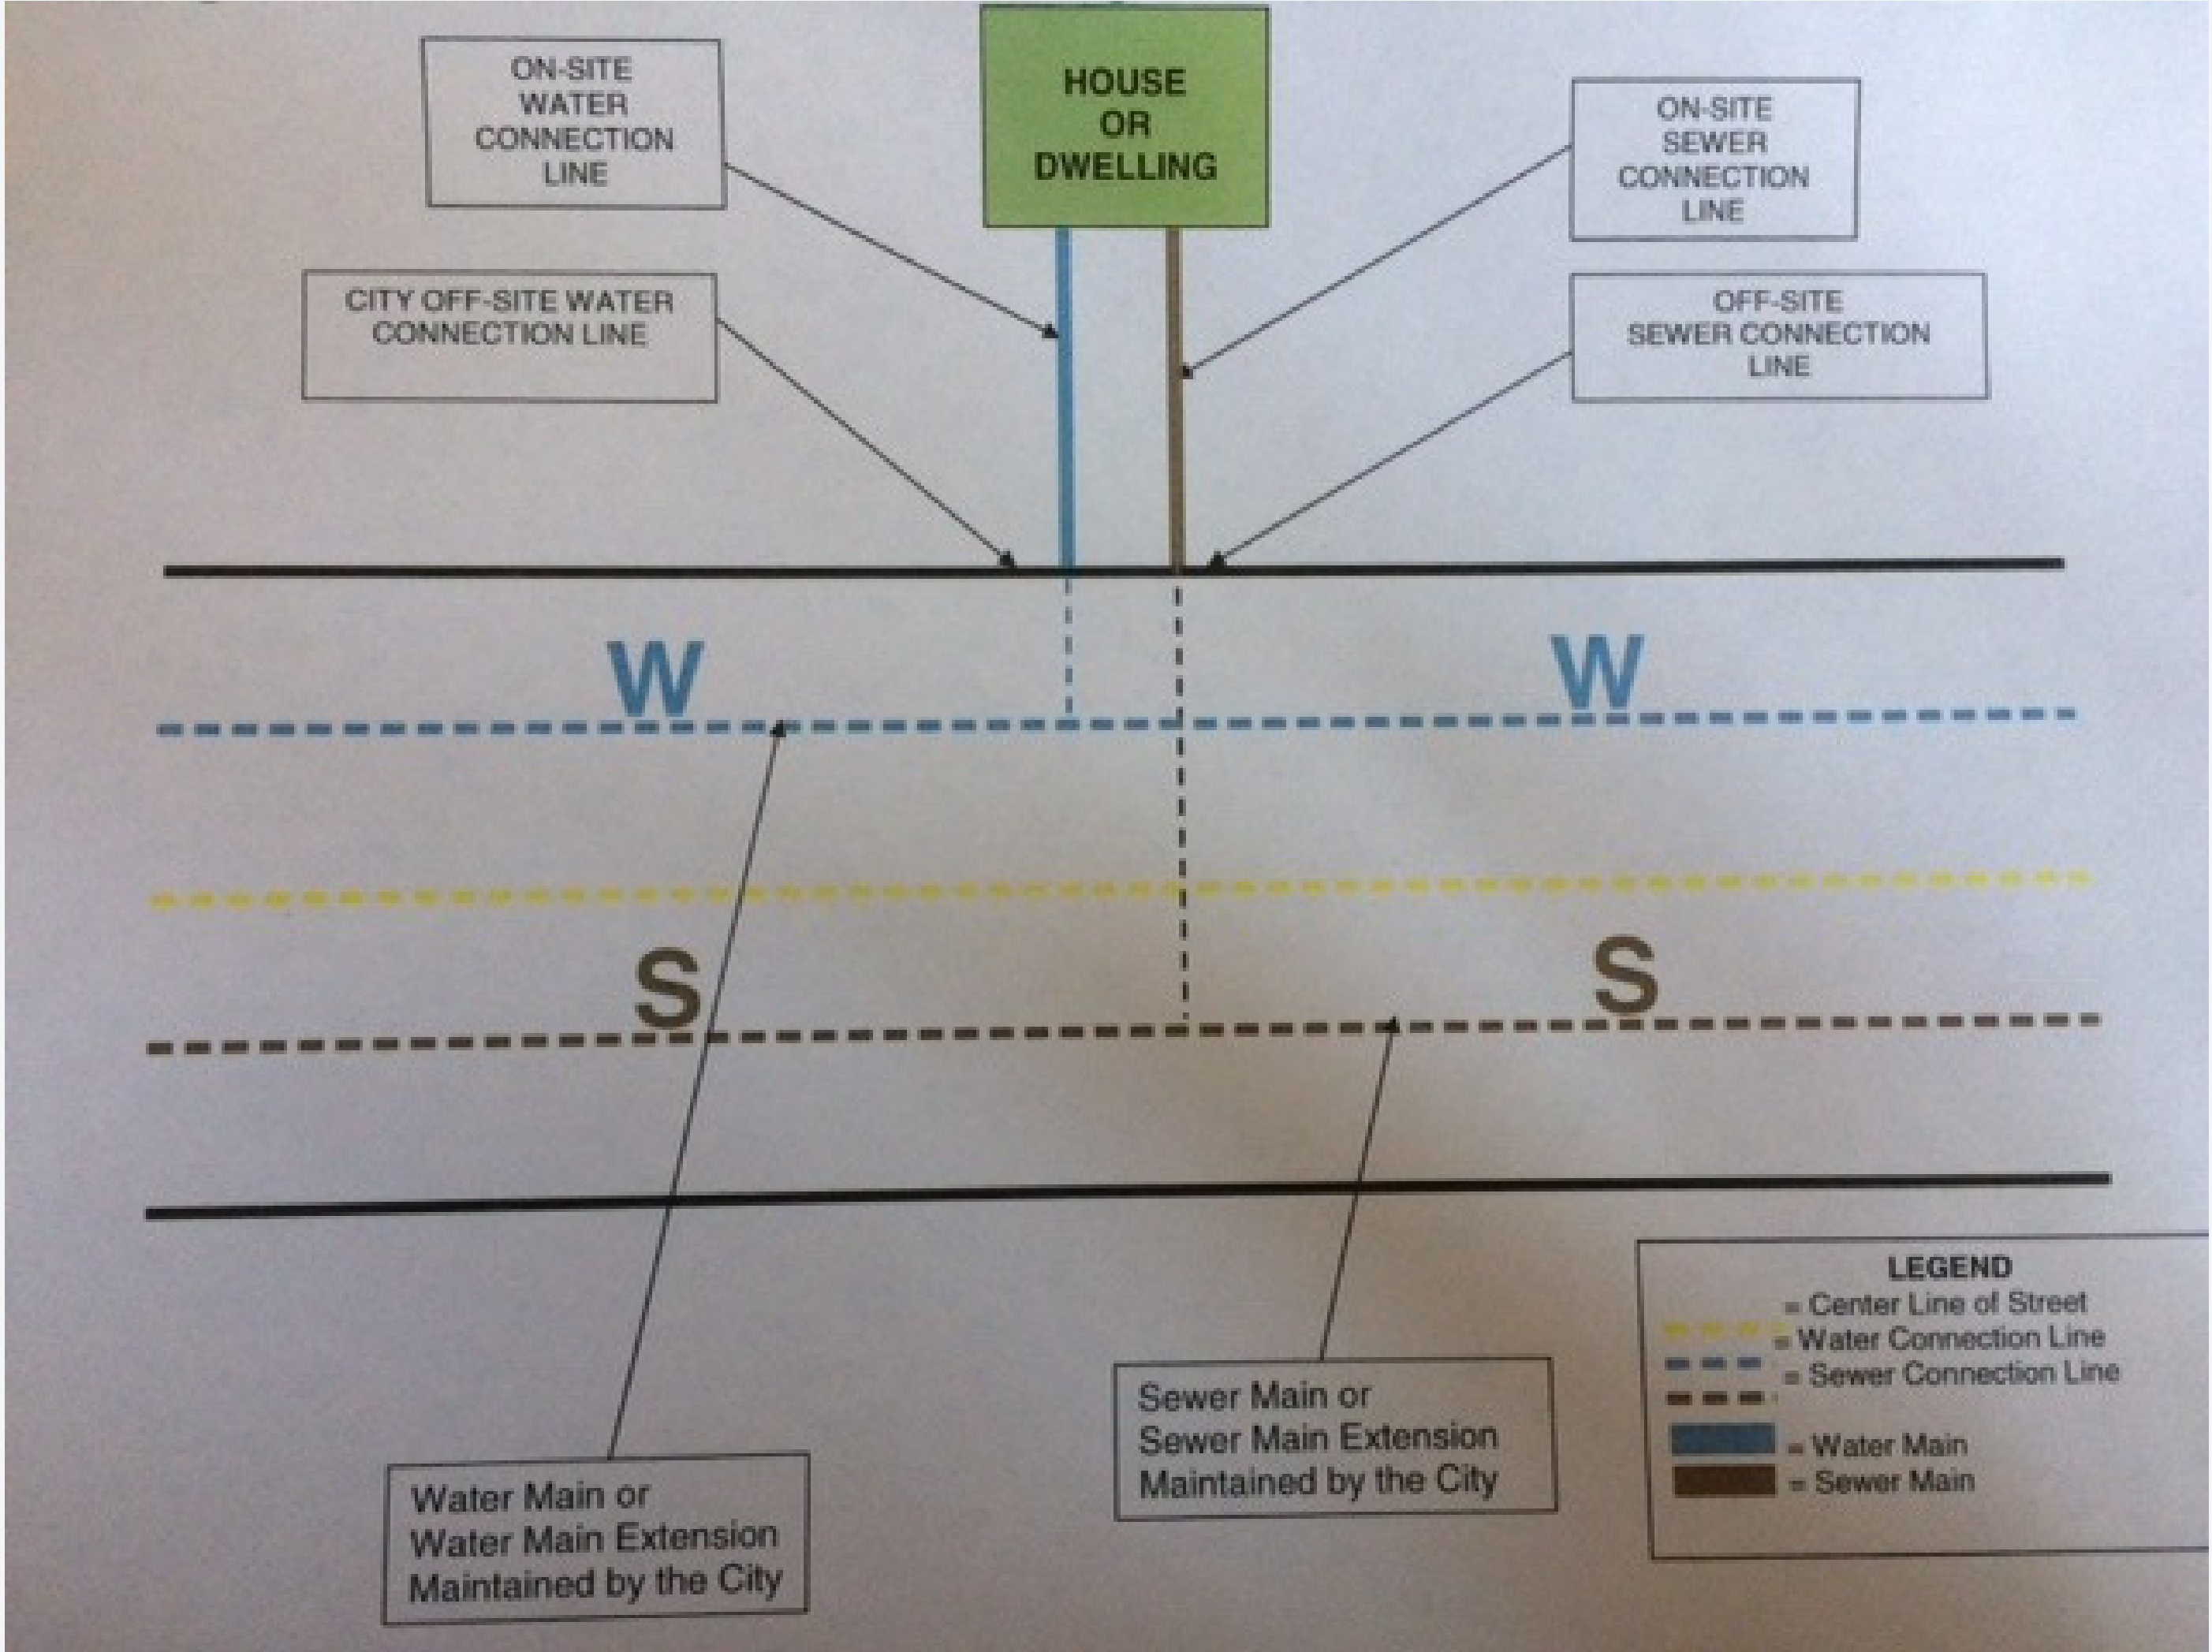 ON-SITE
WATER
CONNECTION
LINE
HOUSE
OR
DWELLING
ON-SITE
SEWER
CONNECTION
LINE
CITY OFF-SITE WATER
CONNECTION LINE
OFF-SITE
SEWER CONNECTION
LINE
W
W
S
S
LEGEND
= Center Line of Street
= Water Connection Line
= Sewer Connection Line
= Water Main
= Sewer Main
Sewer Main or
Sewer Main Extension
Maintained by the City
Water Main or
Water Main Extension
Maintained by the City